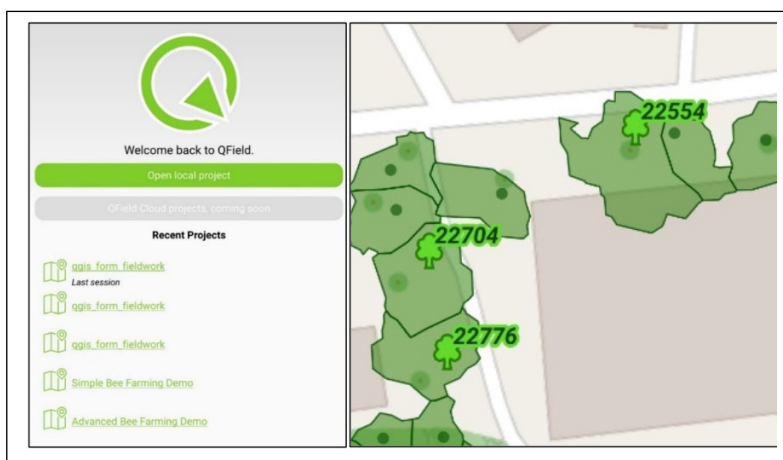 Welcome back to QField.
Open local project
QField Cloud projects, coming soon
Recent Projects
qgis_form_fieldwork
Last session
qgis_form_fieldwork
qgis_form_fieldwork
Simple Bee Farming Demo
Advanced Bee Farming Demo
22554
22704
22776